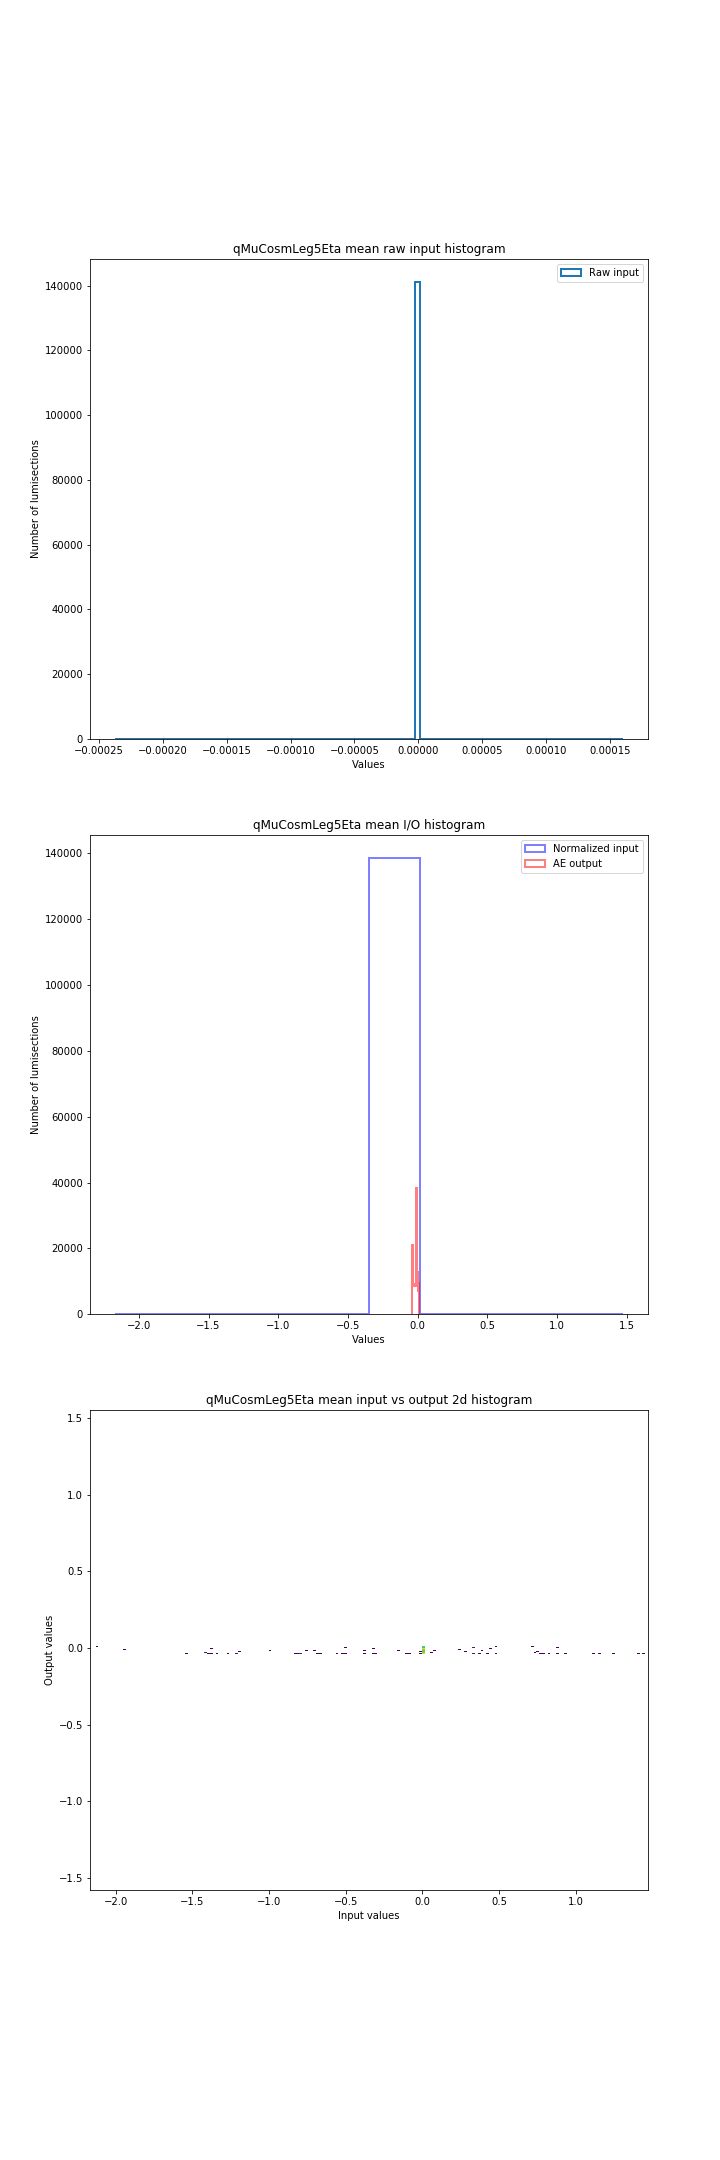 qMuCosmLeg5Eta mean raw input histogram
Raw input
140000
120000
100000
80000
60000
40000
20000
0
Number of lumisections
−0.00025 −0.00020 −0.00015 −0.00010 −0.00005 0.00000 0.00005 0.00010 0.00015
Values
qMuCosmLeg5Eta mean I/O histogram
Normalized input
AE output
140000
120000
100000
80000
60000
40000
20000
0
Number of lumisections
−2.0 −1.5 −1.0 −0.5 0.0 0.5 1.0 1.5
Values
qMuCosmLeg5Eta mean input vs output 2d histogram
1.5
1.0
0.5
0.0
−0.5
−1.0
−1.5
Output values
−2.0 −1.5 −1.0 −0.5 0.0 0.5 1.0
Input values